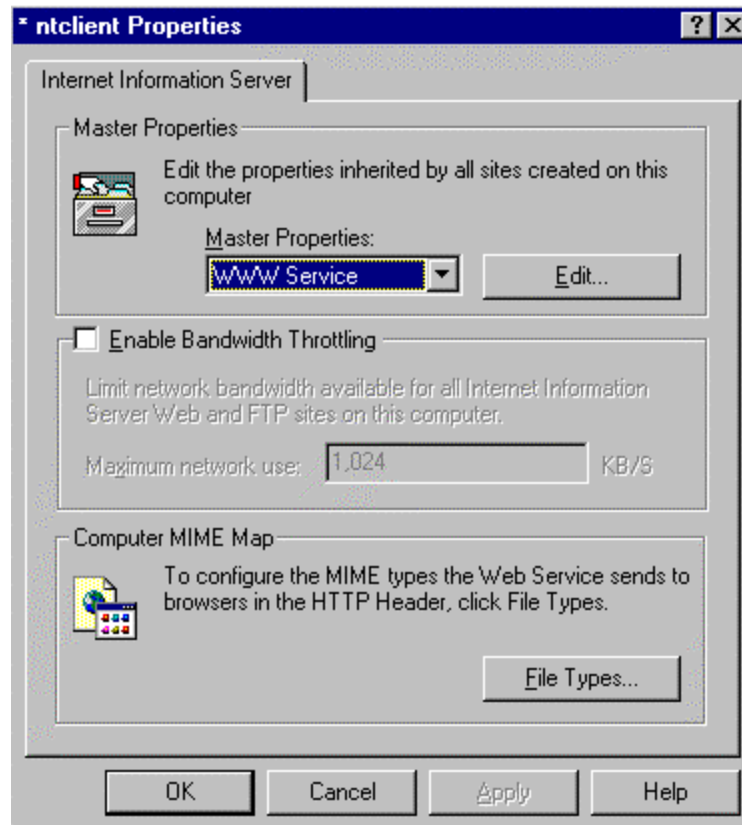 * ntclient Properties
Internet Information Server
Master Properties
Edit the properties inherited by all sites created on this
computer
Master Properties:
WWW Service
Edit...
Enable Bandwidth Throttling
Limit network bandwidth available for all Internet Information
Server Web and FTP sites on this computer.
Maximum network use:
1,024
KB/S
Computer MIME Map
To configure the MIME types the Web Service sends to
browsers in the HTTP Header, click File Types.
File Types...
OK
Cancel
Apply
Help